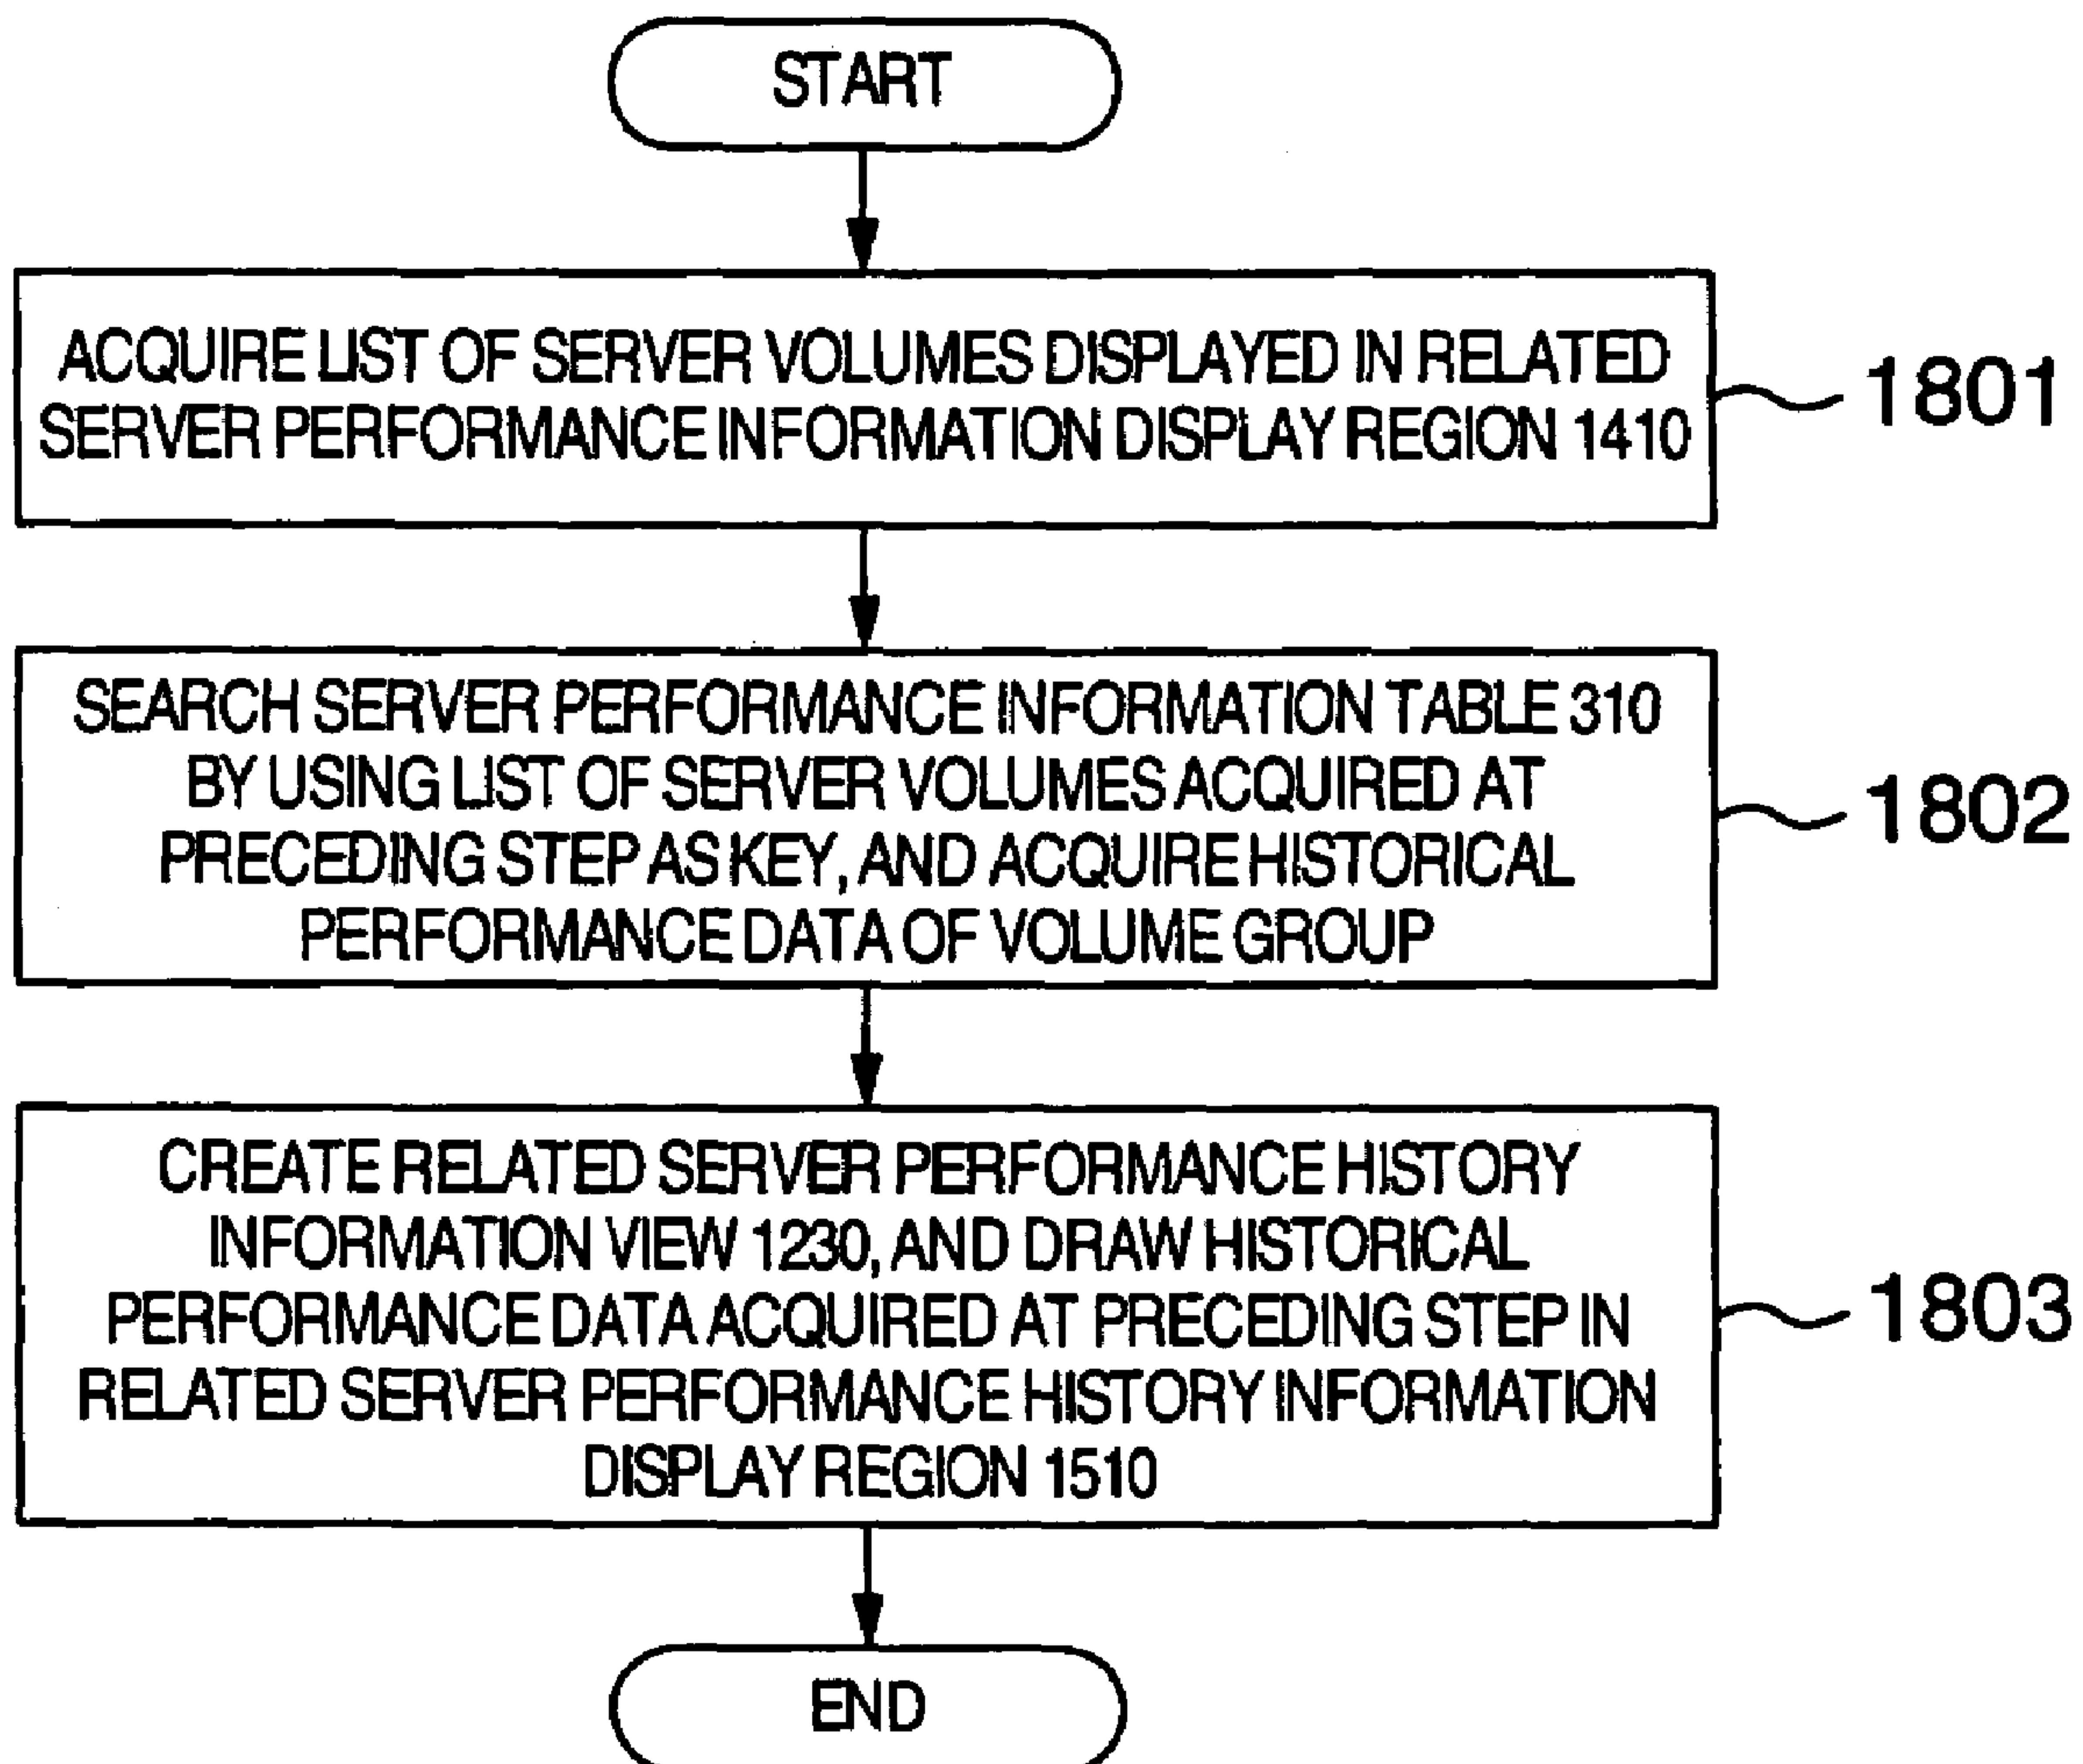 START
ACQUIRE LIST OF SERVER VOLUMES DISPLAYED IN RELATED
SERVER PERFORMANCE INFORMATION DISPLAY REGION 1410
1801
SEARCH SERVER PERFORMANCE INFORMATION TABLE 310
BY USING LIST OF SERVER VOLUMES ACQUIRED AT
PRECEDING STEP AS KEY, AND ACQUIRE HISTORICAL
PERFORMANCE DATA OF VOLUME GROUP
1802
CREATE RELATED SERVER PERFORMANCE HISTORY
INFORMATION VIEW 1230, AND DRAW HISTORICAL
PERFORMANCE DATA ACQUIRED AT PRECEDING STEP IN
RELATED SERVER PERFORMANCE HISTORY INFORMATION
DISPLAY REGION 1510
1803
END